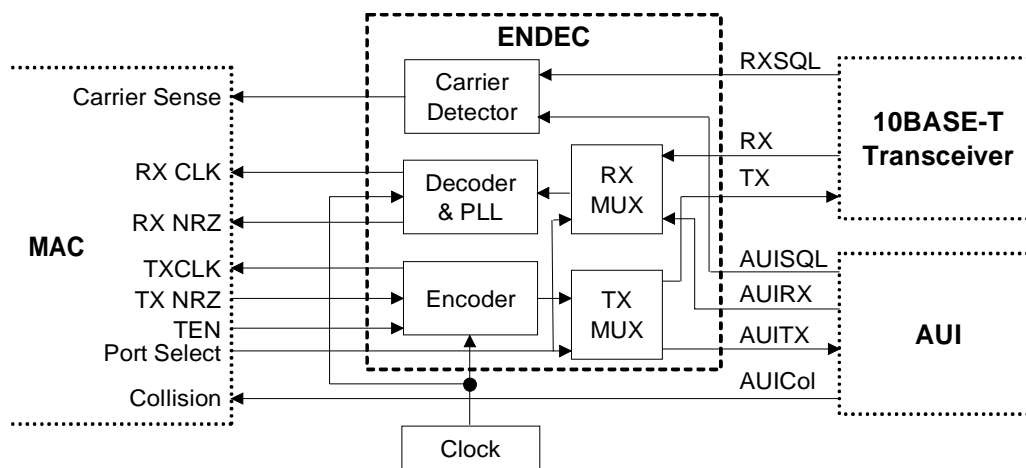 ENDEC
Carrier Sense
Carrier
Detector
RXSQL
10BASE-T
Transceiver
RX CLK
Decoder
& PLL
RX
MUX
RX
TX
RX NRZ
MAC
TXCLK
TX NRZ
TEN
Port Select
Encoder
TX
MUX
AUISQL
AUIRX
AUITX
AUI
AUICol
Collision
Clock